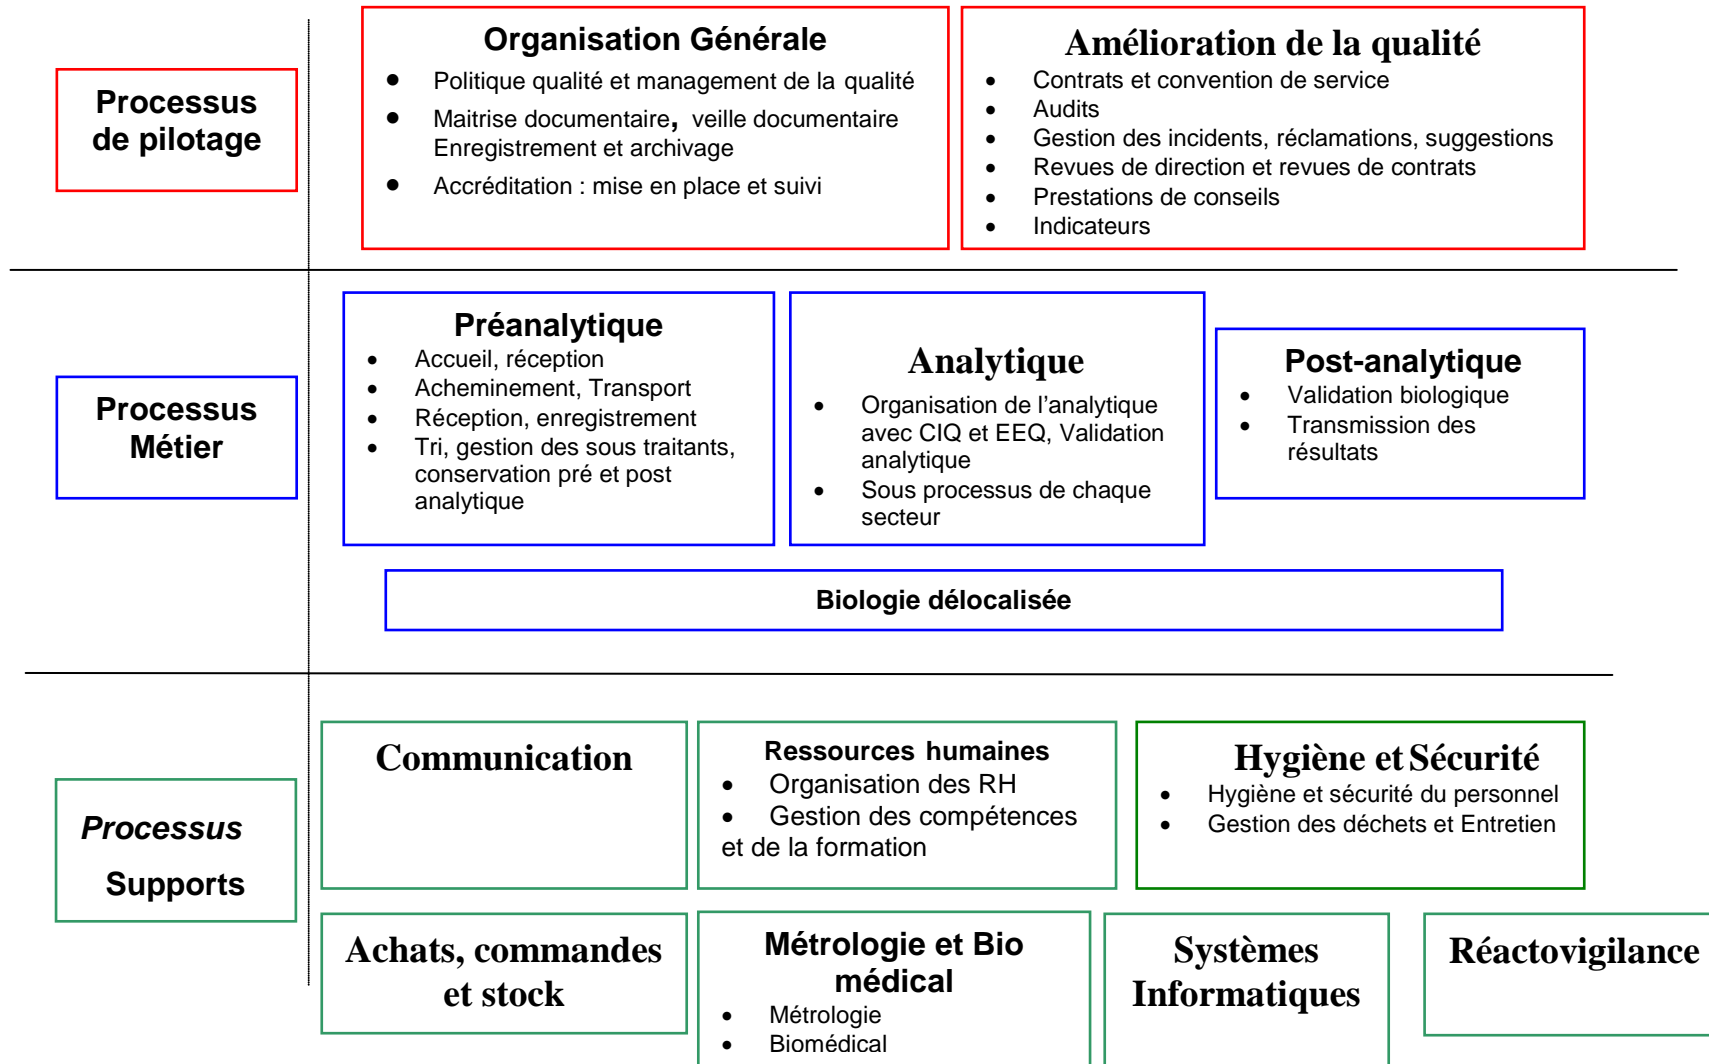 Processus
de pilotage
Organisation Générale
• Politique qualité et management de la qualité
• Maitrise documentaire, veille documentaire
Enregistrement et archivage
• Accréditation : mise en place et suivi
Amélioration de la qualité
• Contrats et convention de service
• Audits
• Gestion des incidents, réclamations, suggestions
• Revues de direction et revues de contrats
• Prestations de conseils
• Indicateurs
Processus
Métier
Préanalytique
• Accueil, réception
• Acheminement, Transport
• Réception, enregistrement
• Tri, gestion des sous traitants,
conservation pré et post
analytique
Analytique
• Organisation de l'analytique
avec CIQ et EEQ, Validation
analytique
• Sous processus de chaque
secteur
Post-analytique
• Validation biologique
• Transmission des
résultats
Biologie délocalisée
Processus
Supports
Communication
Ressources humaines
• Organisation des RH
• Gestion des compétences
et de la formation
Hygiène et Sécurité
• Hygiène et sécurité du personnel
• Gestion des déchets et Entretien
Achats, commandes
et stock
Métrologie et Bio
médical
• Métrologie
• Biomédical
Systèmes
Informatiques
Réactovigilance